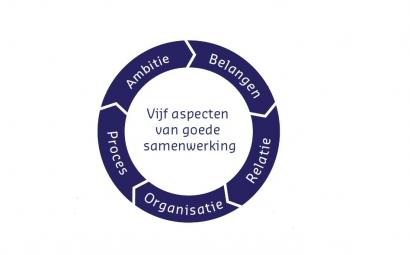 Ambitie
Belangen
Relatie
Organisatie
Proces
Vijf aspecten
van goede
samenwerking